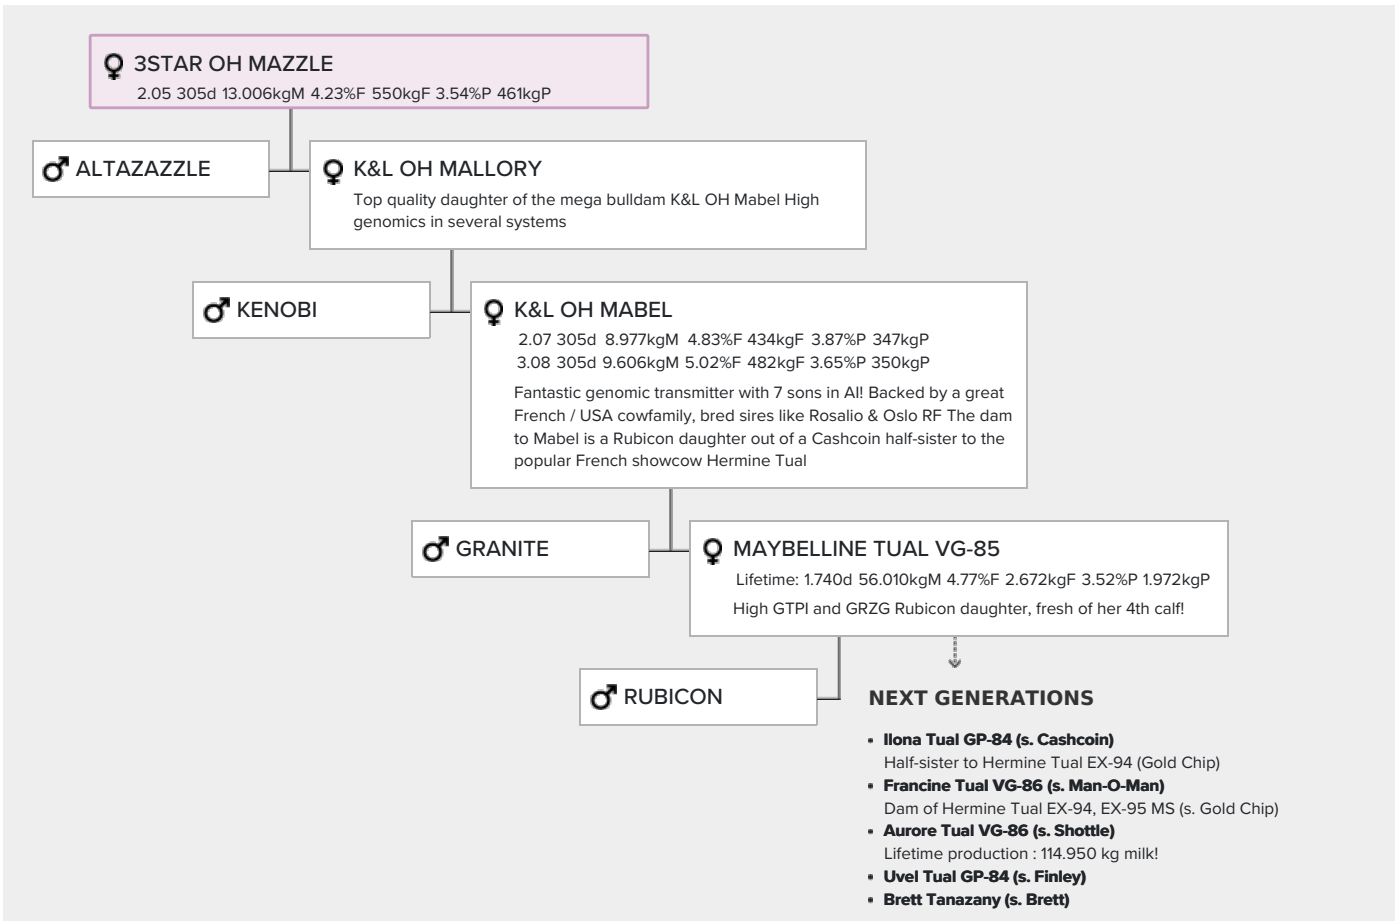 3STAR OH MAZZLE
2.05 305d 13.006kgM 4.23%F 550kgF 3.54%P 461kgP
ALTAZAZZLE
K&L OH MALLORY
Top quality daughter of the mega bulldam K&L OH Mabel High
genomics in several systems
KENOBI
K&L OH MABEL
2.07 305d 8.977kgM 4.83%F 434kgF 3.87%P 347kgP
3.08 305d 9.606kgM 5.02%F 482kgF 3.65%P 350kgP
Fantastic genomic transmitter with 7 sons in AI! Backed by a great
French / USA cowfamily, bred sires like Rosalio & Oslo RF The dam
to Mabel is a Rubicon daughter out of a Cashcoin half-sister to the
popular French showcow Hermine Tual
GRANITE
MAYBELLINE TUAL VG-85
Lifetime: 1.740d 56.010kgM 4.77%F 2.672kgF 3.52%P 1.972kgP
High GTPI and GRZG Rubicon daughter, fresh of her 4th calf!
RUBICON
NEXT GENERATIONS
• Ilona Tual GP-84 (s. Cashcoin)
Half-sister to Hermine Tual EX-94 (Gold Chip)
• Francine Tual VG-86 (s. Man-O-Man)
Dam of Hermine Tual EX-94, EX-95 MS (s. Gold Chip)
• Aurore Tual VG-86 (s. Shottle)
Lifetime production : 114.950 kg milk!
• Uvel Tual GP-84 (s. Finley)
• Brett Tanazany (s. Brett)